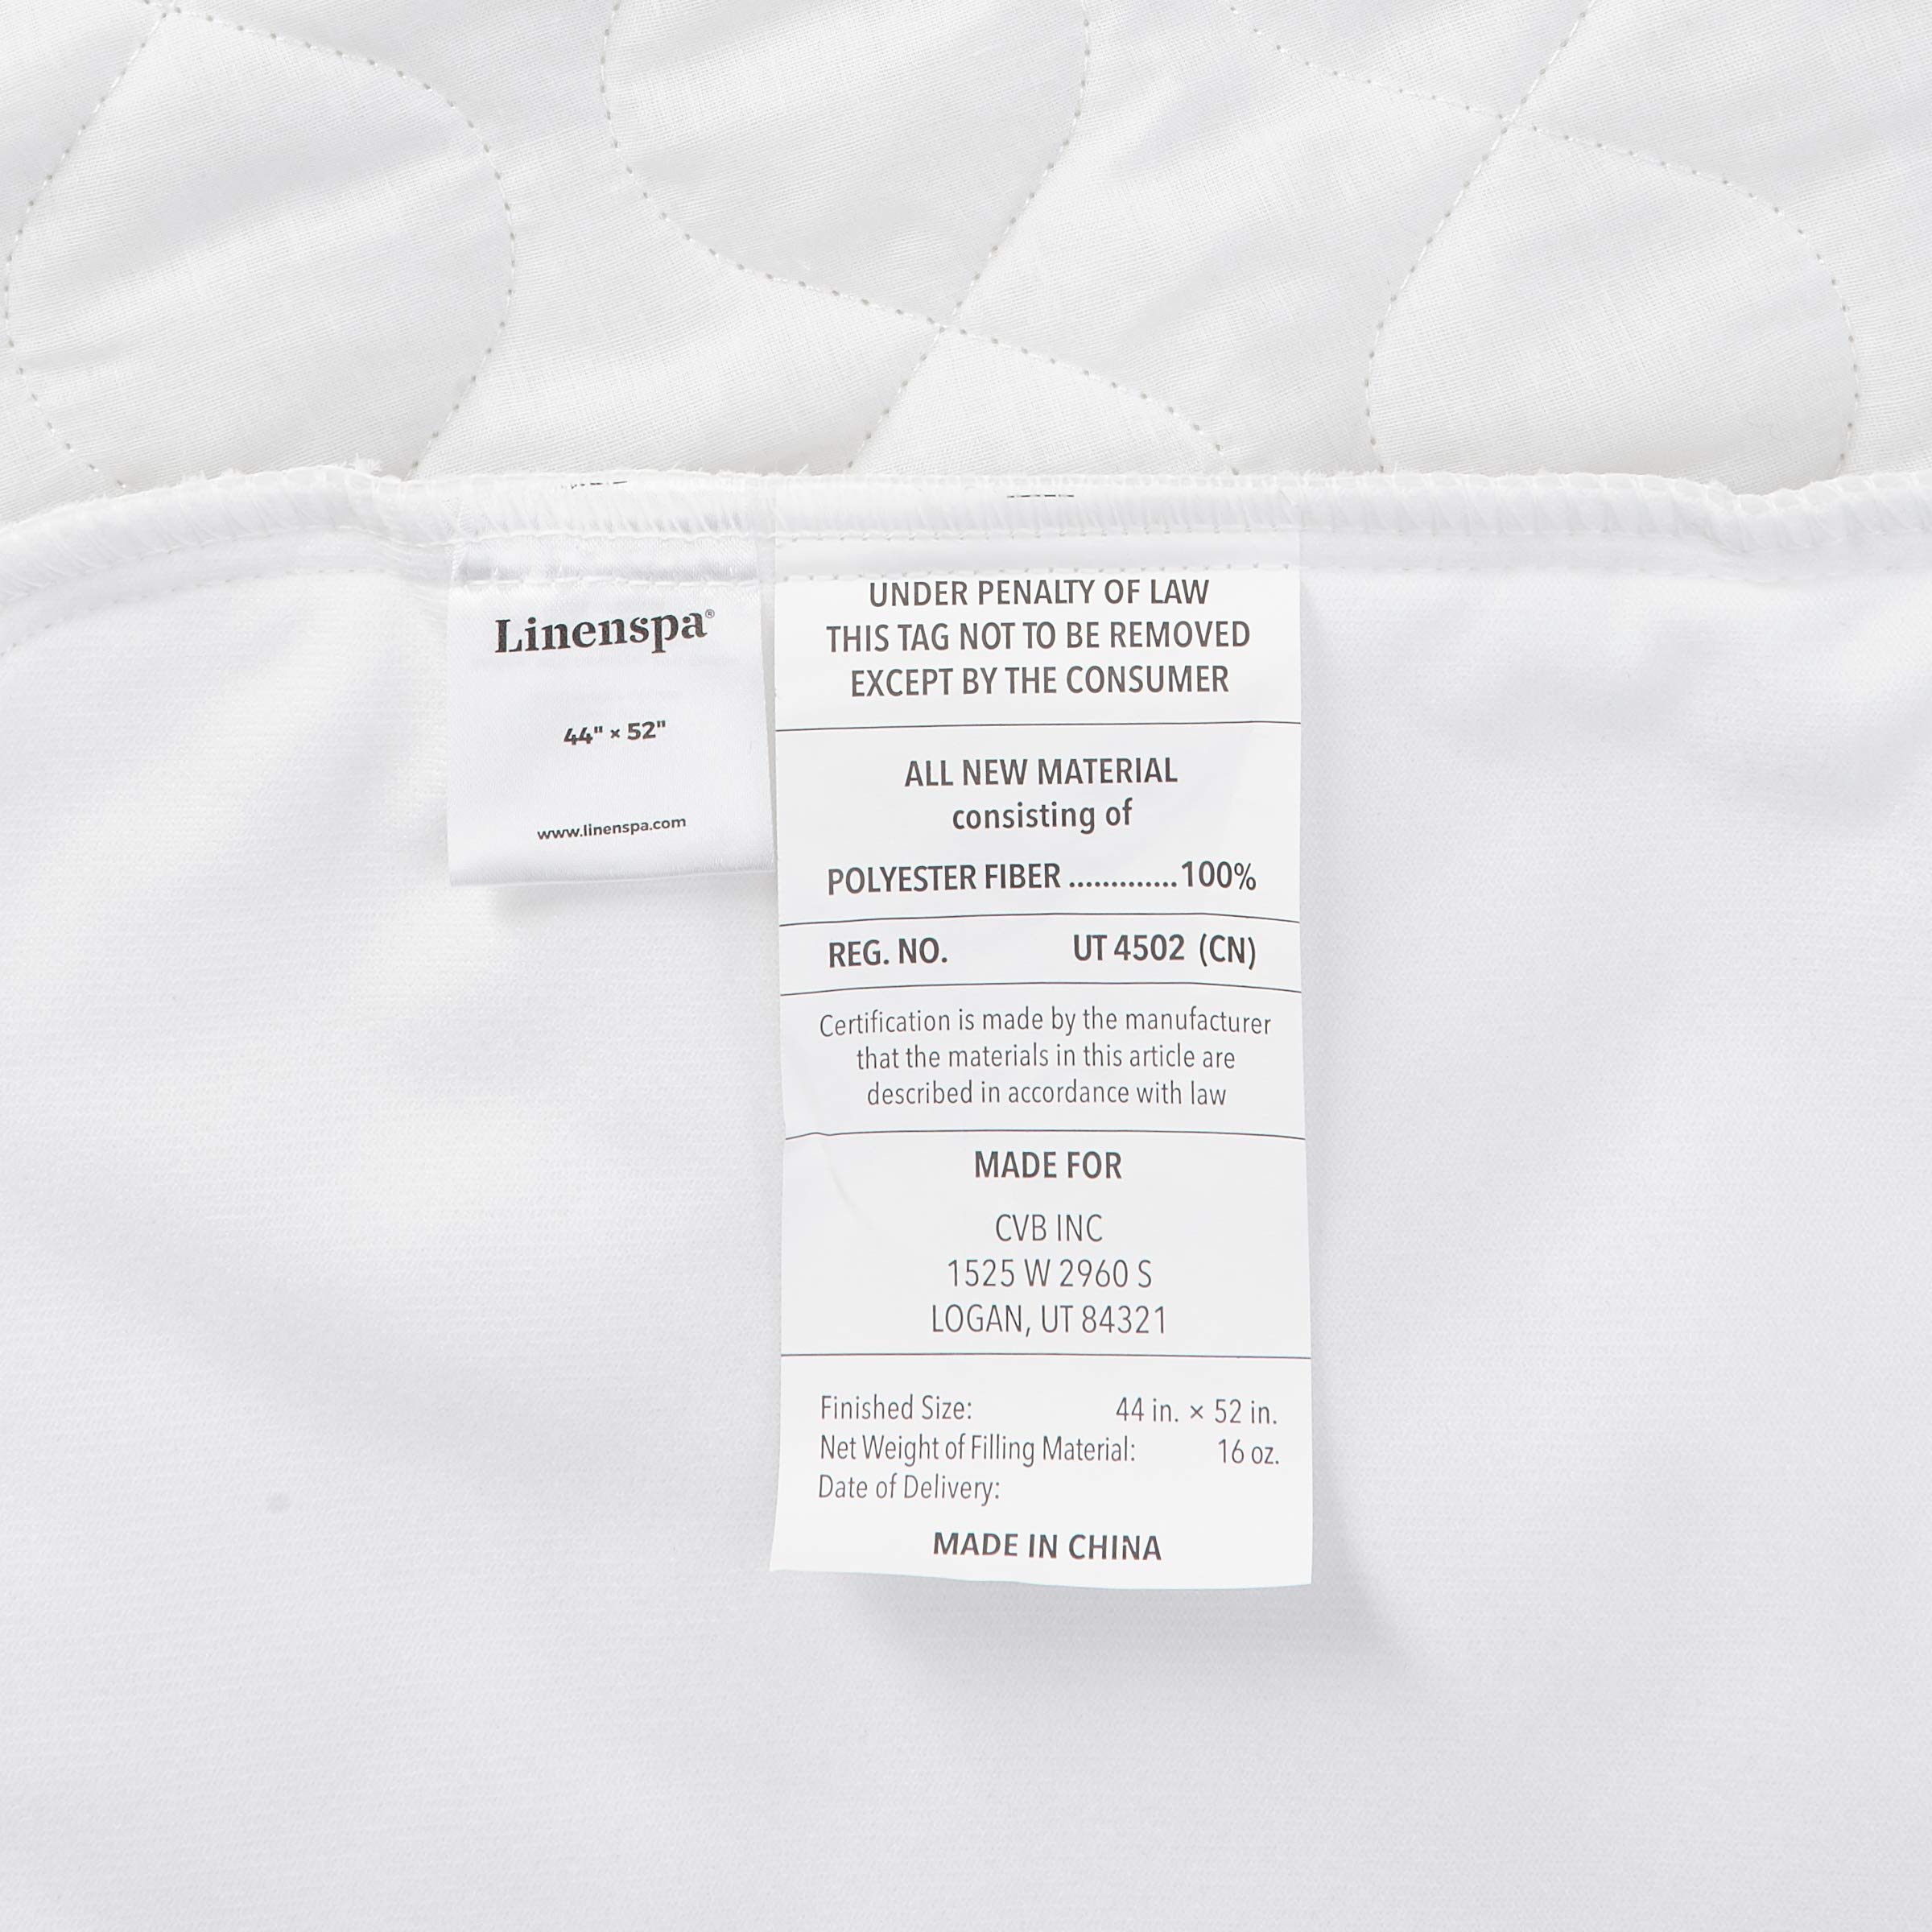 Linenspa®
44" × 52"
www.linenspa.com
UNDER PENALTY OF LAW
THIS TAG NOT TO BE REMOVED
EXCEPT BY THE CONSUMER
ALL NEW MATERIAL
consisting of
POLYESTER FIBER .............100%
REG. NO. UT 4502 (CN)
Certification is made by the manufacturer
that the materials in this article are
described in accordance with law
MADE FOR
CVB INC
1525 W 2960 S
LOGAN, UT 84321
Finished Size: 44 in. × 52 in.
Net Weight of Filling Material: 16 oz.
Date of Delivery:
MADE IN CHINA